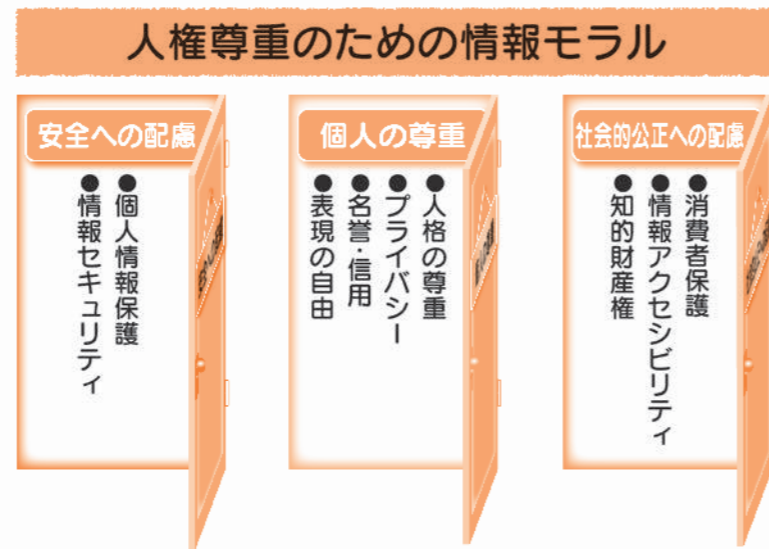 人権尊重のための情報モラル
安全への配慮
●個人情報保護
●情報セキュリティ
個人の尊重
●人格の尊重
●プライバシー
●名誉・信用
●表現の自由
社会的公正への配慮
●消費者保護
●情報アクセシビリティ
●知的財産権